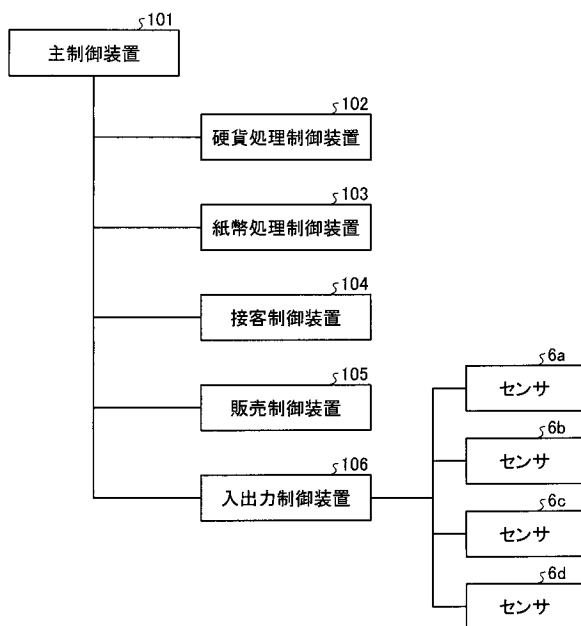 101
主制御装置
102
硬貨処理制御装置
103
紙幣処理制御装置
104
接客制御装置
105
販売制御装置
106
入出力制御装置
6a
センサ
6b
センサ
6c
センサ
6d
センサ